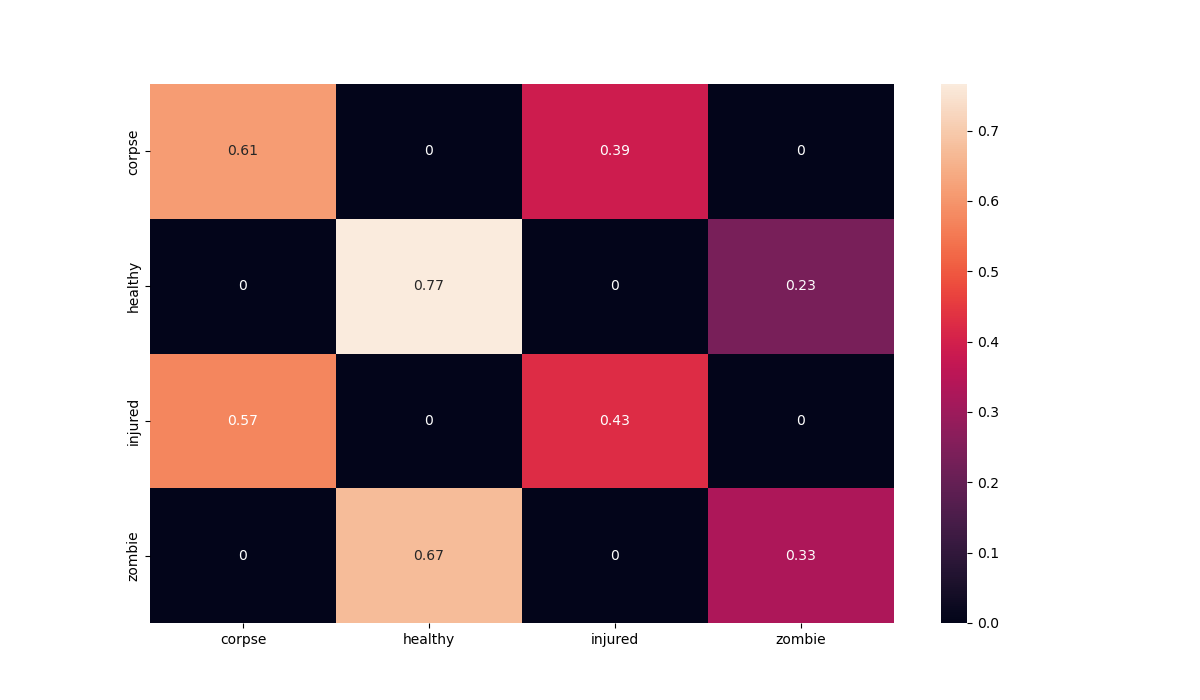 corpse 0.61 0 0.39 0
healthy 0 0.77 0 0.23
injured 0.57 0 0.43 0
zombie 0 0.67 0 0.33
corpse healthy injured zombie
0.7
0.6
0.5
0.4
0.3
0.2
0.1
0.0